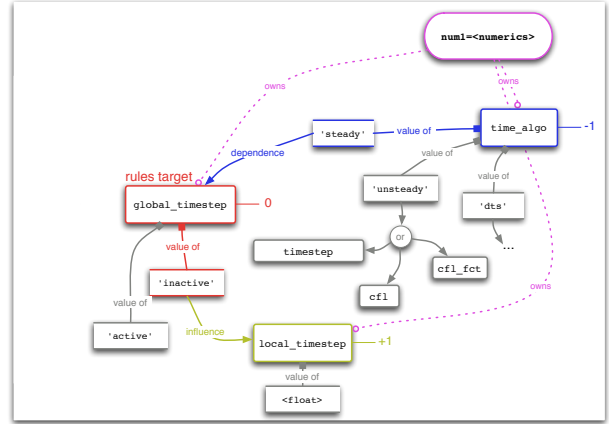 num1=<numerics>
owns
owns
'steady'
value of
time_algo
-1
dependence
value of
rules target
'unsteady'
value of
global_timestep
0
'dts'
or
value of
timestep
...
cfl_fct
'inactive'
cfl
owns
value of
'active'
influence
local_timestep
+1
value of
<float>